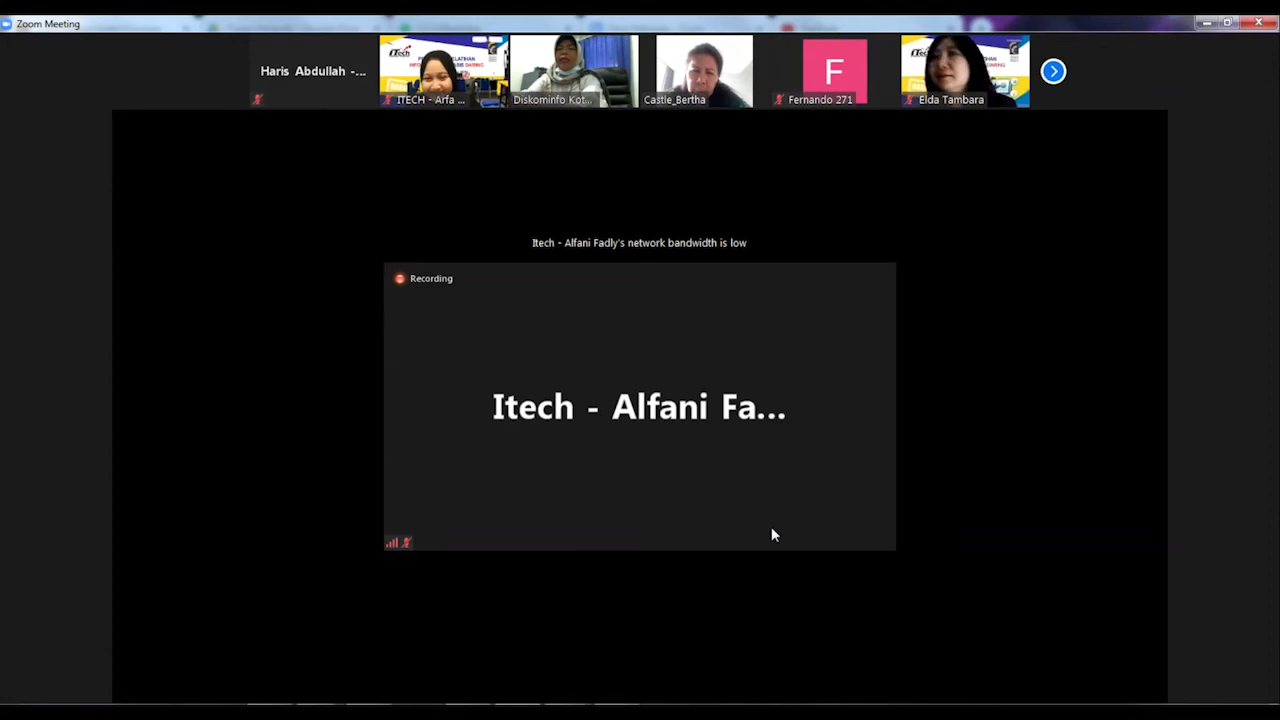 Zoom Meeting
Haris Abdullah -...
ITECH - Arfa ...
Diskominfo Kot...
Castle_Bertha
F
Fernando 271
Elda Tambara
Itech - Alfani Fadly's network bandwidth is low
Recording
Itech - Alfani Fa...